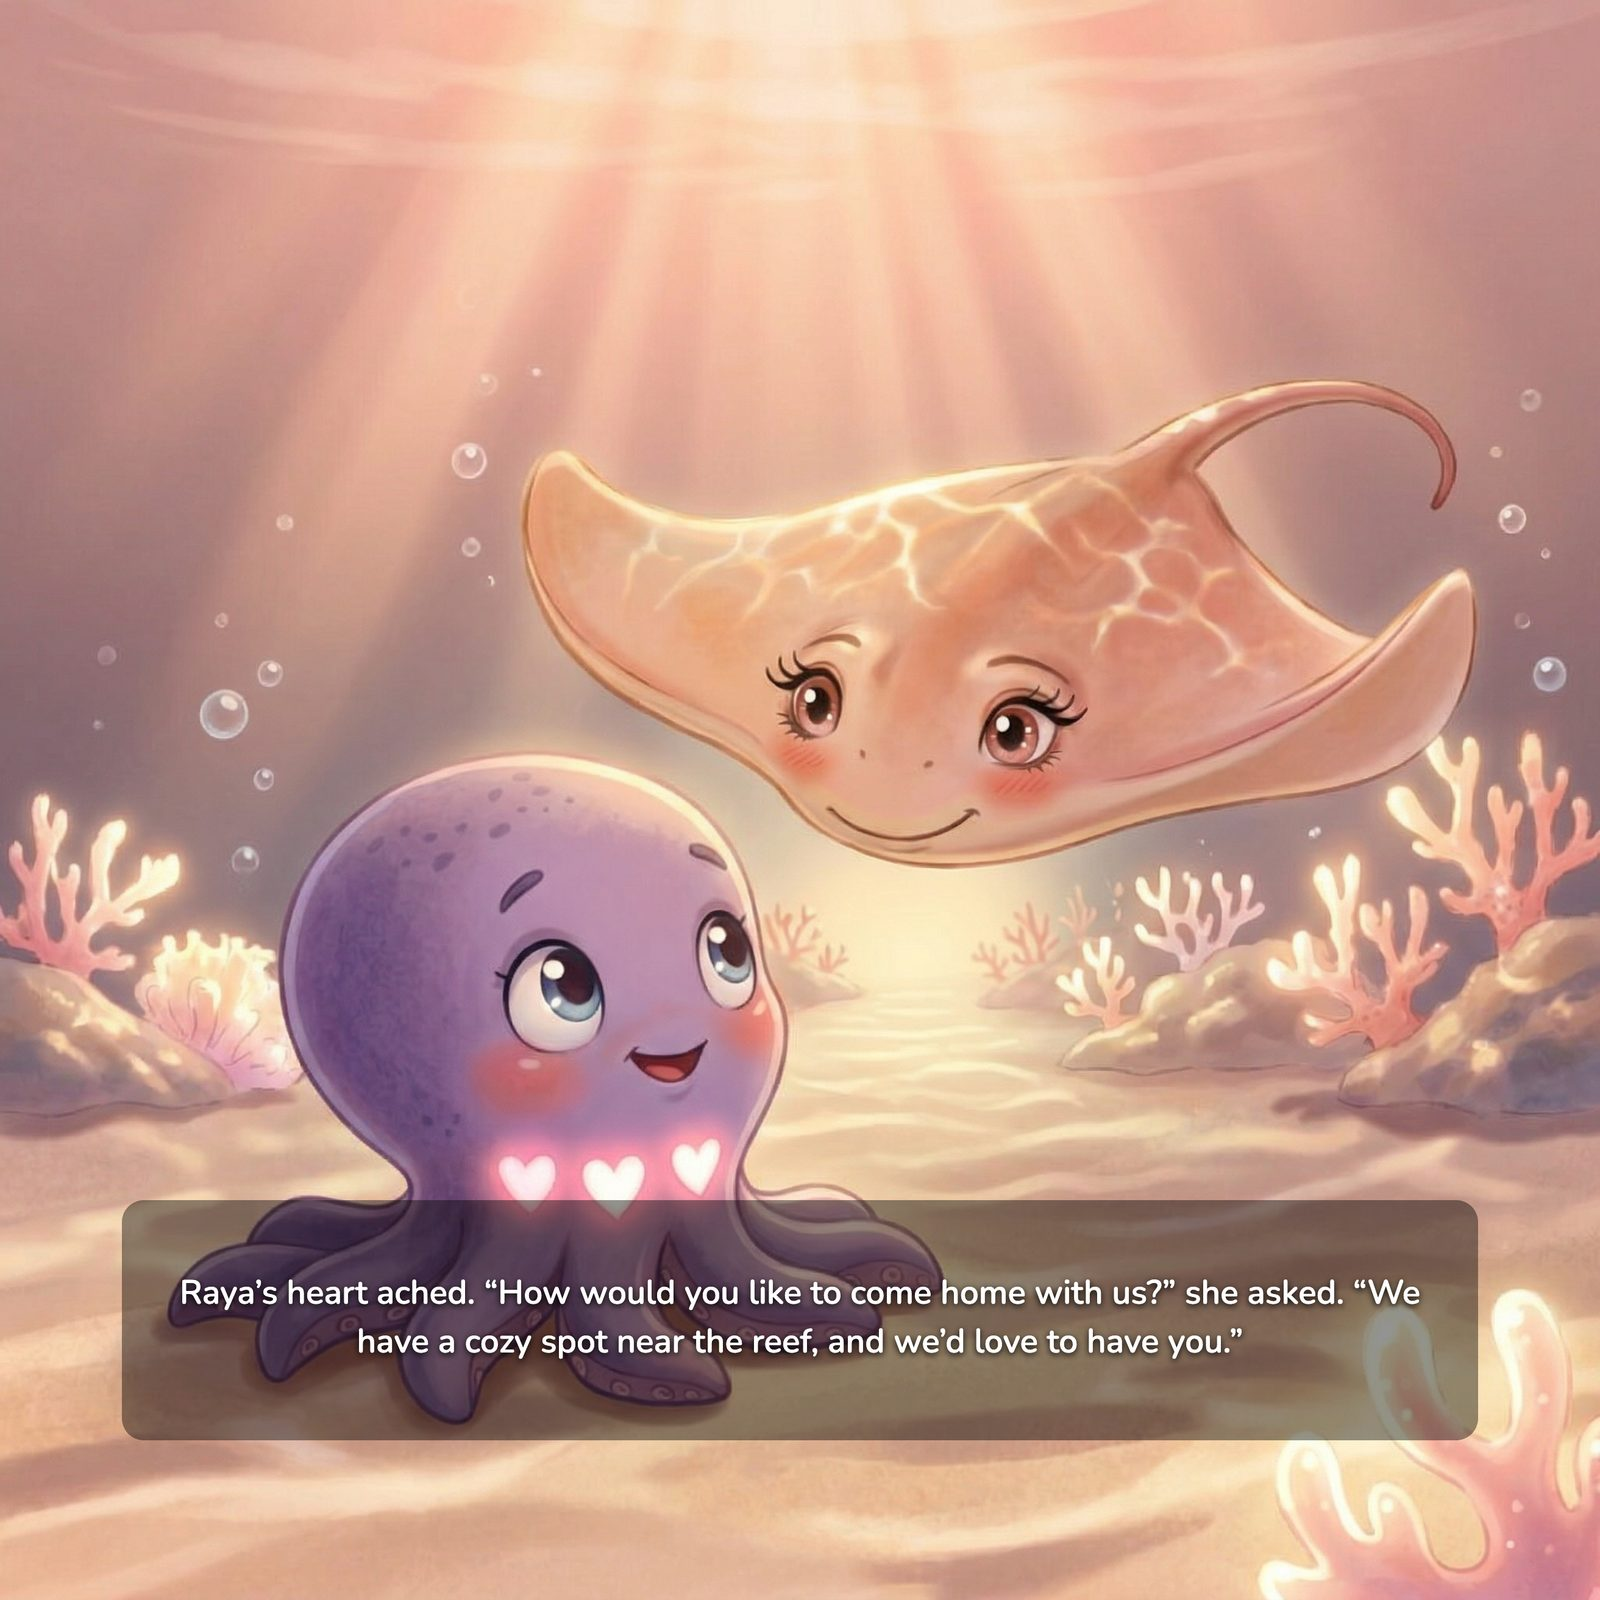 Raya’s heart ached. “How would you like to come home with us?” she asked. “We
have a cozy spot near the reef, and we’d love to have you.”